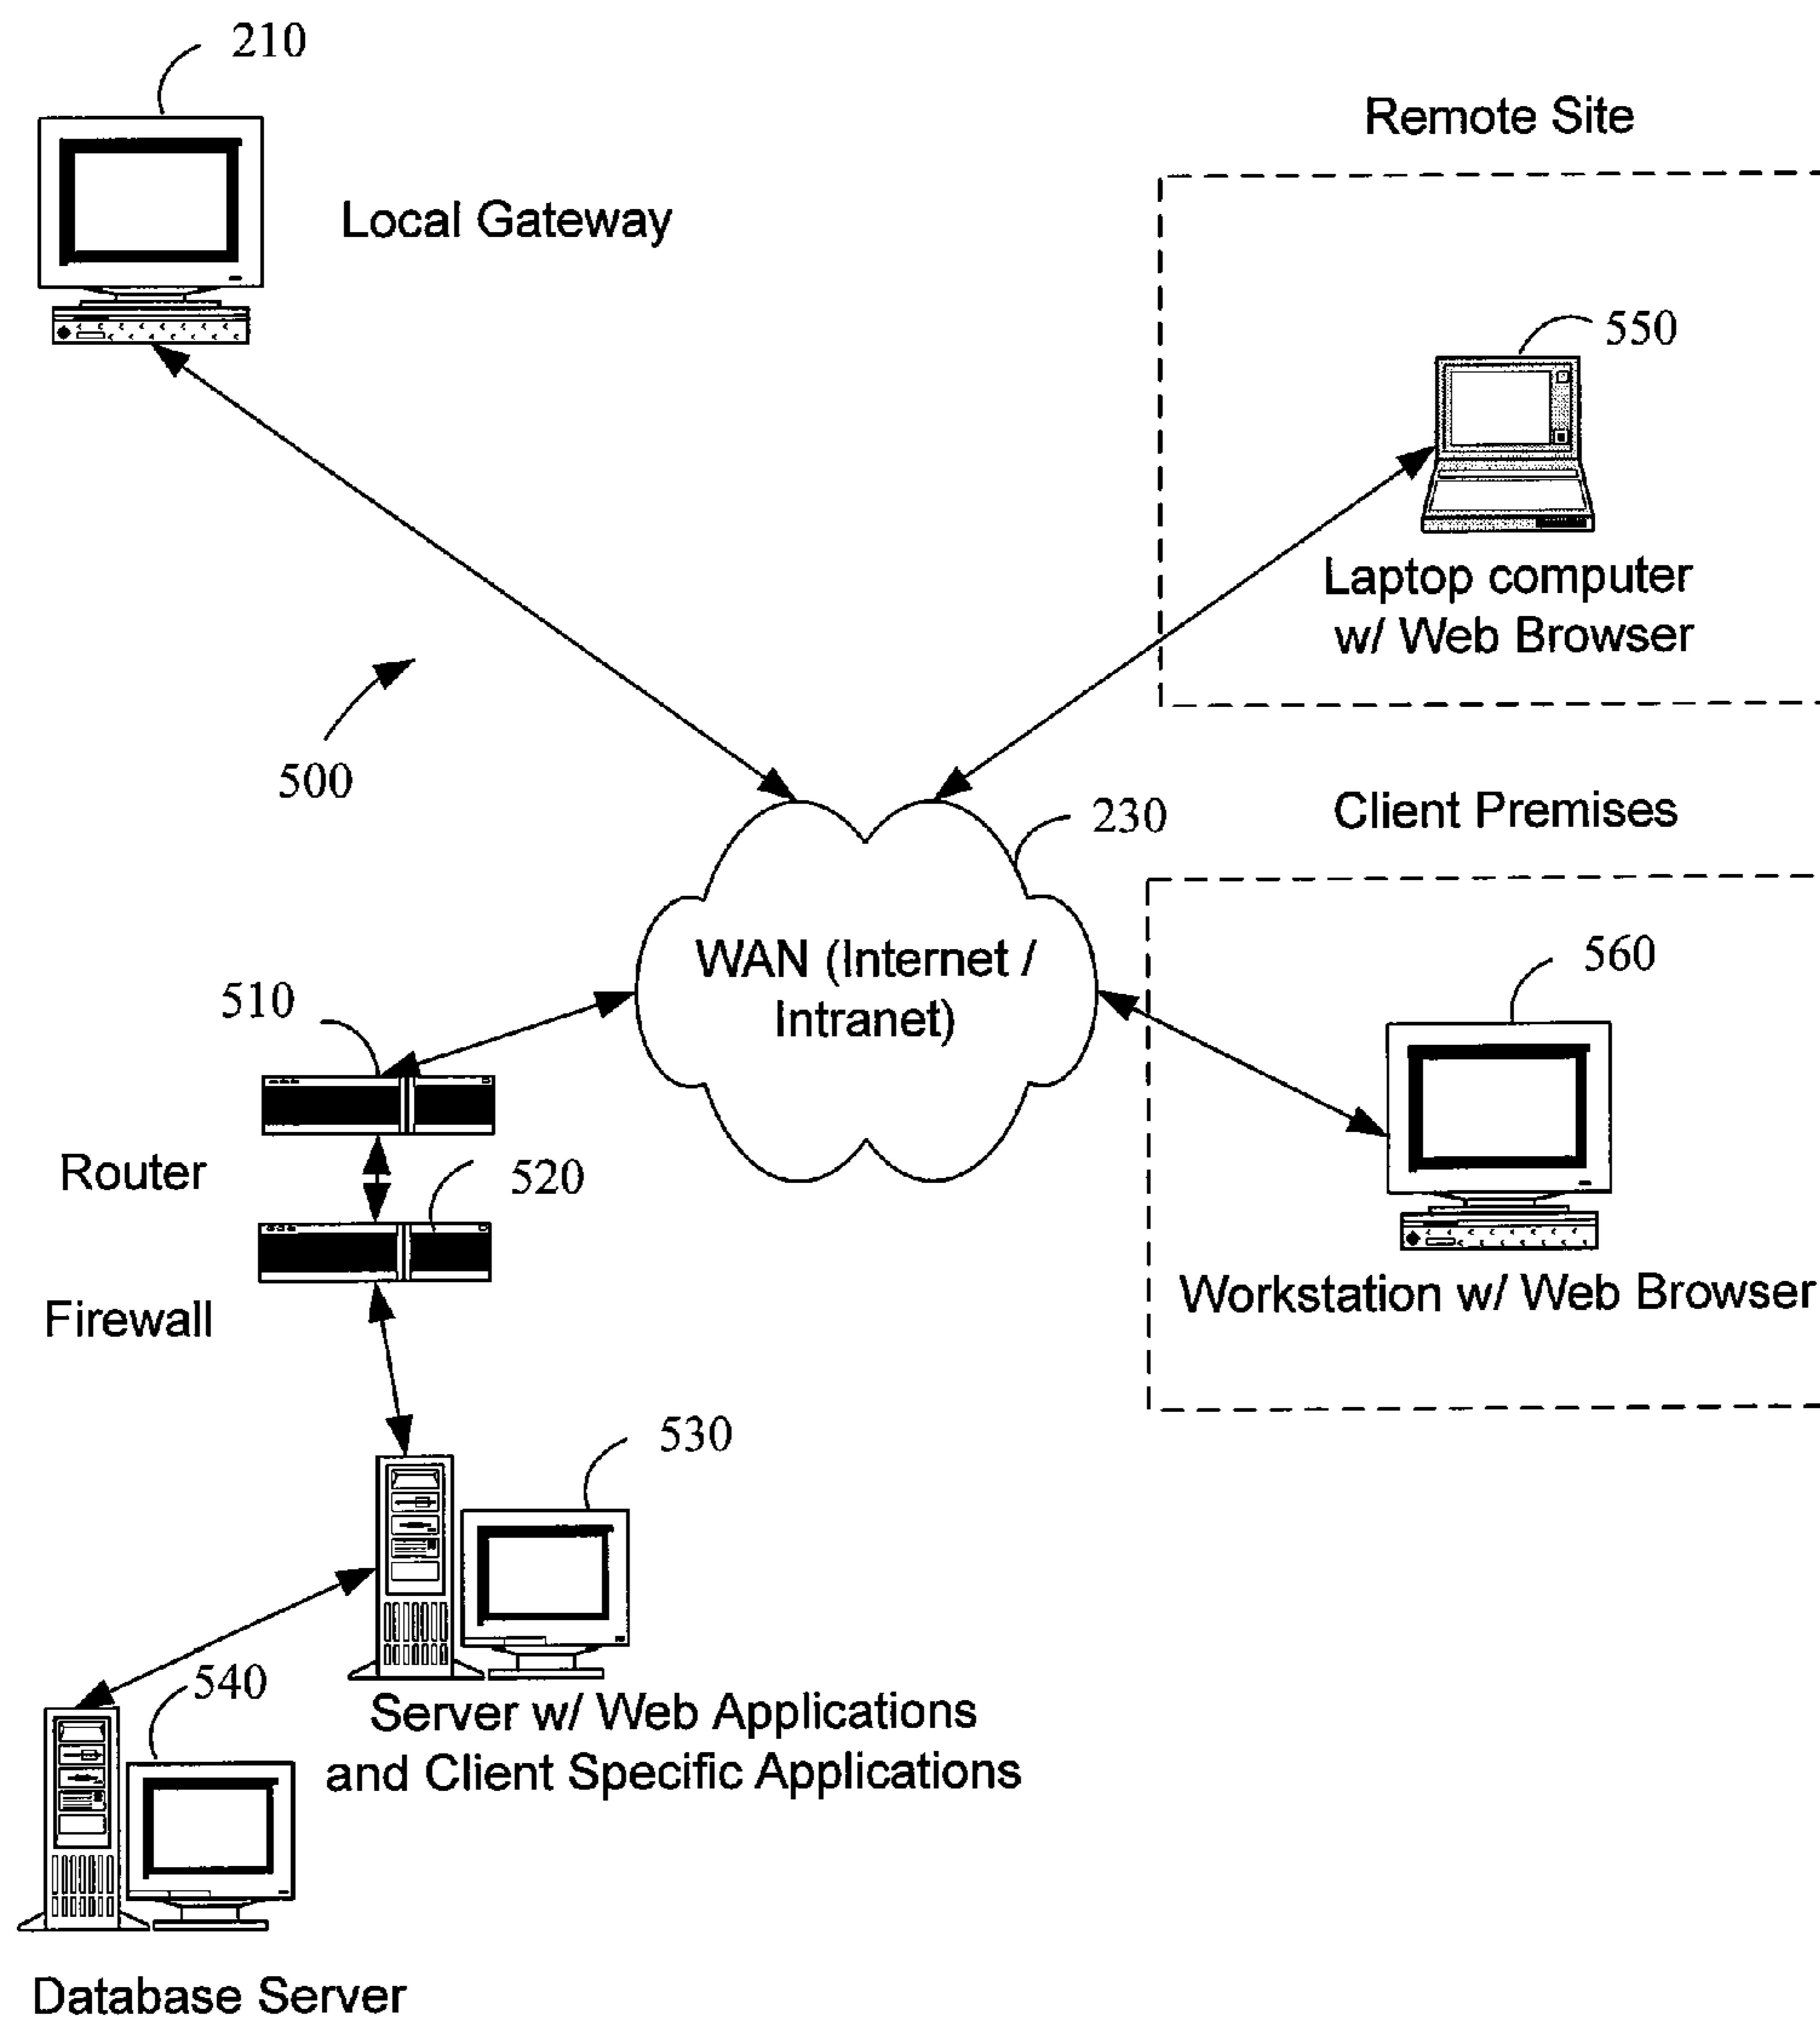 210
Remote Site
Local Gateway
550
Laptop computer
w/ Web Browser
500
230
Client Premises
WAN (Internet /
Intranet)
560
510
Router
520
Workstation w/ Web Browser
Firewall
530
540
Server w/ Web Applications
and Client Specific Applications
Database Server